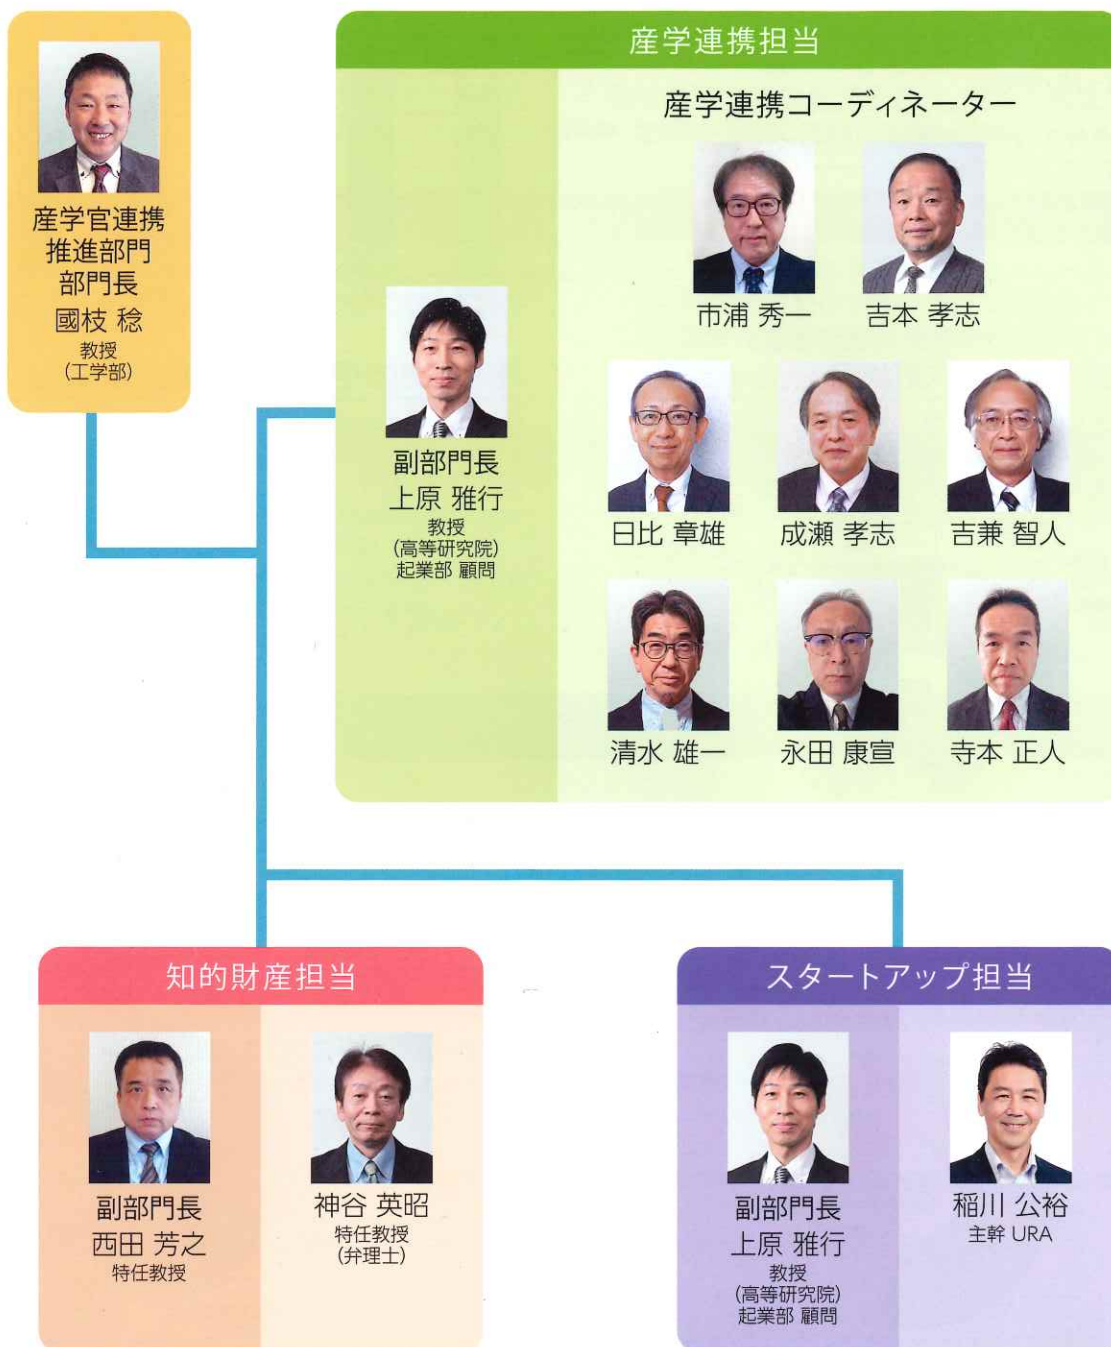 産学官連携
推進部門
部門長
國枝 稔
教授
(工学部)
産学連携担当
副部門長
上原 雅行
教授
(高等研究院)
起業部 顧問
産学連携コーディネーター
市浦 秀一
吉本 孝志
日比 章雄
成瀬 孝志
吉兼 智人
清水 雄一
永田 康宣
寺本 正人
知的財産担当
副部門長
西田 芳之
特任教授
神谷 英昭
特任教授
(弁理士)
スタートアップ担当
副部門長
上原 雅行
教授
(高等研究院)
起業部 顧問
稲川 公裕
主幹 URA